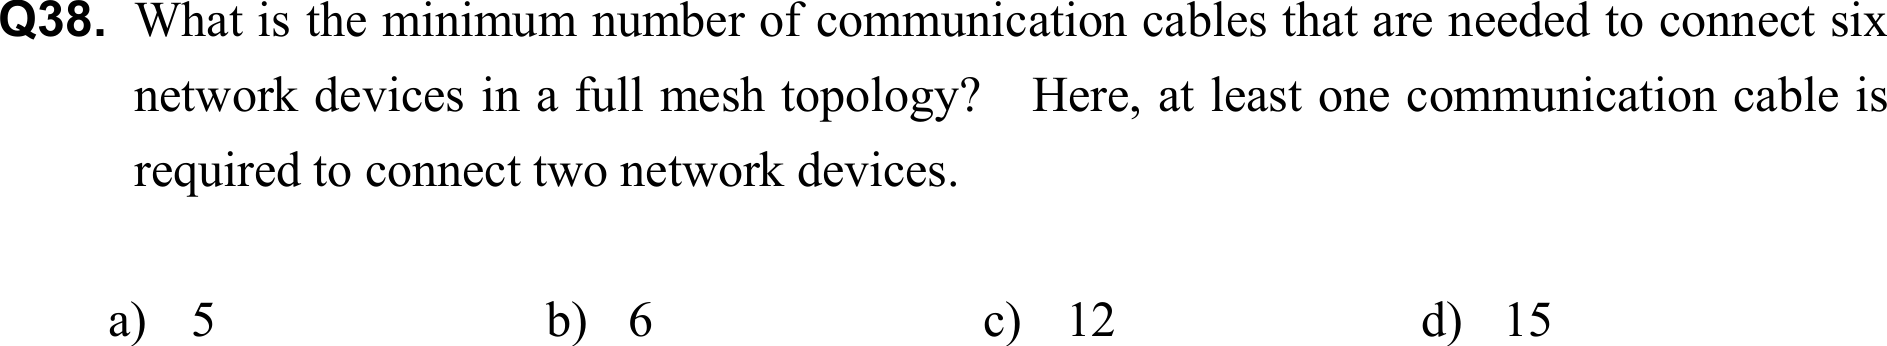 Q38. What is the minimum number of communication cables that are needed to connect six
network devices in a full mesh topology? Here, at least one communication cable is
required to connect two network devices.
a) 5 b) 6 c) 12 d) 15